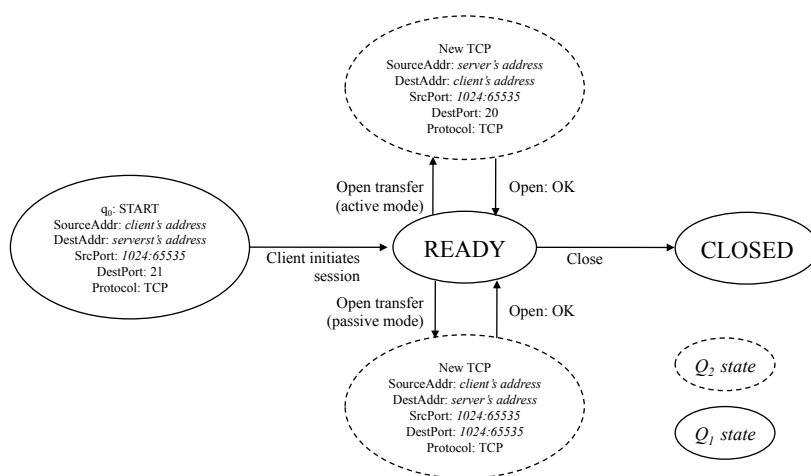 New TCP
SourceAddr: server's address
DestAddr: client's address
SrcPort: 1024:65535
DestPort: 20
Protocol: TCP
Open transfer
(active mode)
Open: OK
q0: START
SourceAddr: client's address
DestAddr: serverst's address
SrcPort: 1024:65535
DestPort: 21
Protocol: TCP
Client initiates
session
READY
Close
CLOSED
Open transfer
(passive mode)
Open: OK
New TCP
SourceAddr: client's address
DestAddr: server's address
SrcPort: 1024:65535
DestPort: 1024:65535
Protocol: TCP
Q2 state
Q1 state